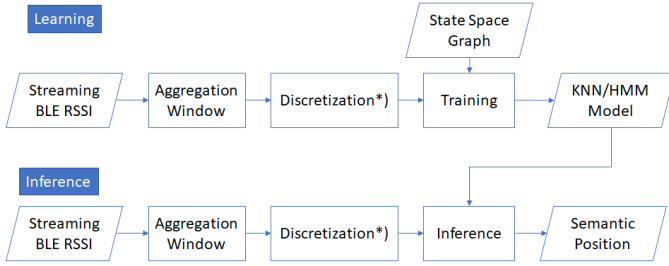 Learning
State Space
Graph
Streaming
BLE RSSI
Aggregation
Window
Discretization*)
Training
KNN/HMM
Model
Inference
Streaming
BLE RSSI
Aggregation
Window
Discretization*)
Inference
Semantic
Position